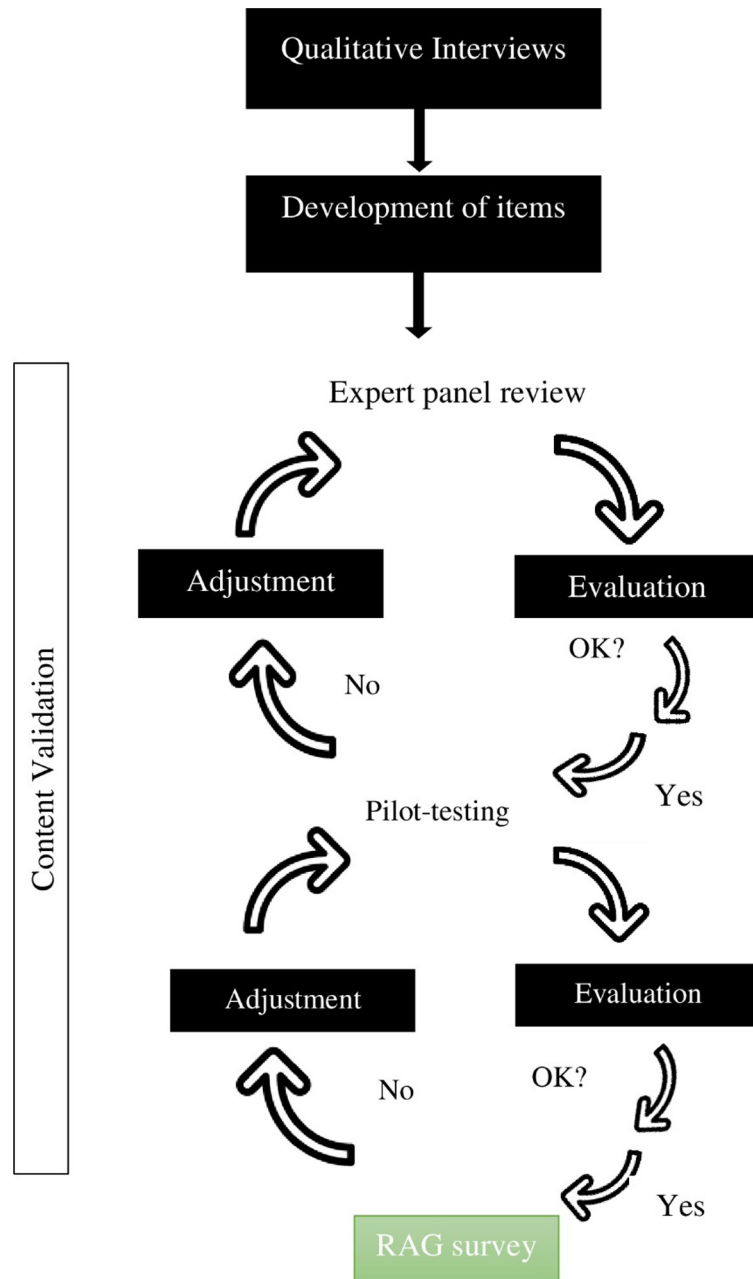 Qualitative Interviews
Development of items
Content Validation
Expert panel review
Adjustment
Evaluation
OK?
No
Yes
Pilot-testing
Adjustment
Evaluation
OK?
No
Yes
RAG survey